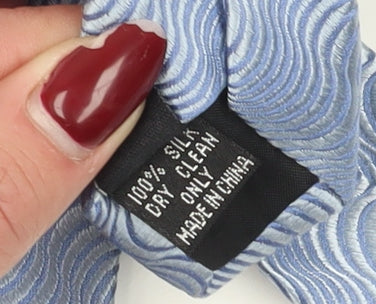 100% SILK
DRY CLEAN
ONLY
MADE IN CHINA